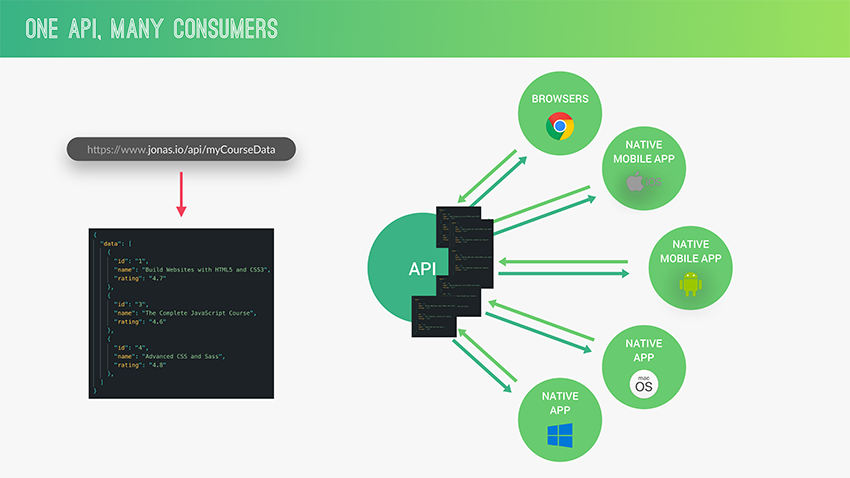 ONE API, MANY CONSUMERS
https://www.jonas.io/api/myCourseData
{
"data": [
{
"id": "1",
"name": "Build Websites with HTML5 and CSS3",
"rating": "4.7"
},
{
"id": "3",
"name": "The Complete JavaScript Course",
"rating": "4.6"
},
{
"id": "4",
"name": "Advanced CSS and Sass",
"rating": "4.8"
},
]
}
API
BROWSERS
NATIVE
MOBILE APP
iOS
NATIVE
MOBILE APP
NATIVE
APP
mac
OS
NATIVE
APP